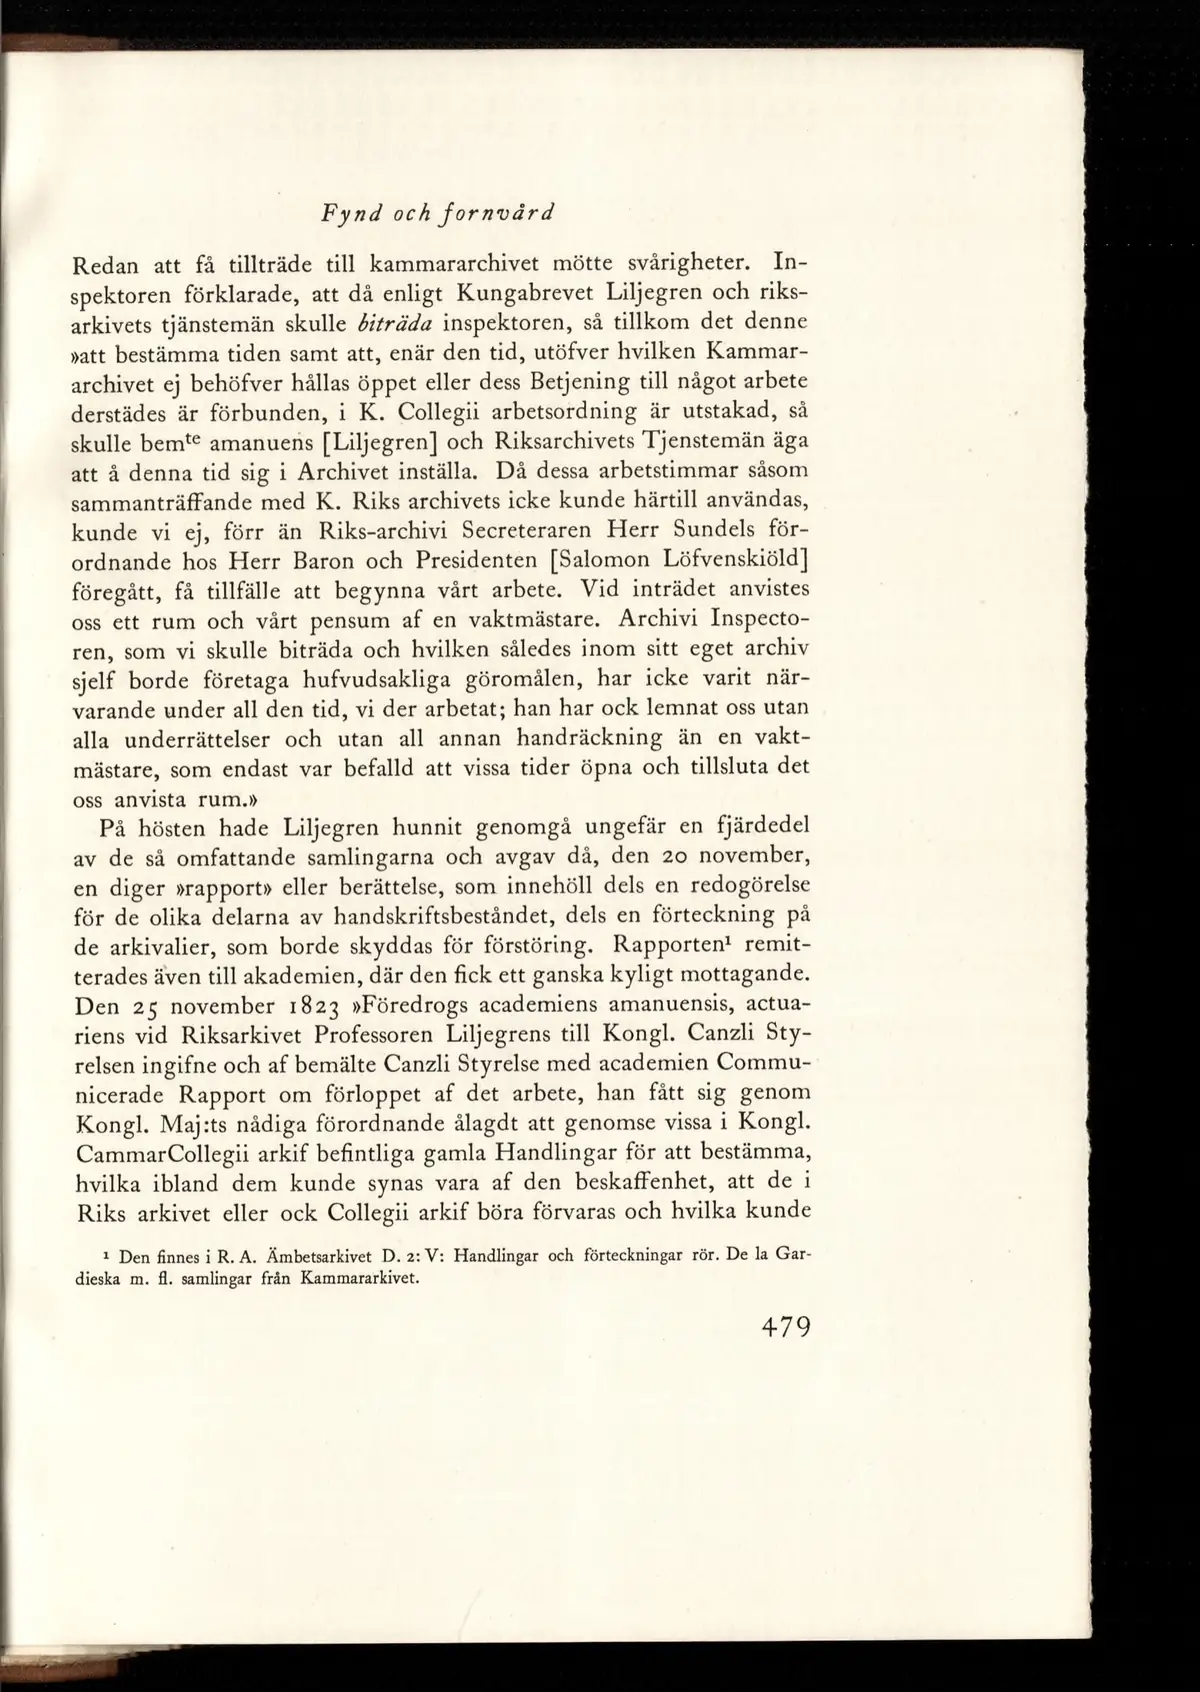 Fynd och fornvård
Redan att få tillträde till kammararchivet mötte svårigheter. In-
spektoren förklarade, att då enligt Kungabrevet Liljegren och riks-
arkivets tjänstemän skulle biträda inspektoren, så tillkom det denne
»att bestämma tiden samt att, enär den tid, utöfver hvilken Kammar-
archivet ej behöfver hållas öppet eller dess Betjening till något arbete
derstädes är förbunden, i K. Collegii arbetsordning är utstakad, så
skulle bemᵗᵉ amanuens [Liljegren] och Riksarchivets Tjenstemän äga
att å denna tid sig i Archivet inställa. Då dessa arbetstimmar såsom
sammanträffande med K. Riks archivets icke kunde härtill användas,
kunde vi ej, förr än Riks-archivi Secreteraren Herr Sundels för-
ordnande hos Herr Baron och Presidenten [Salomon Löfvenskiöld]
föregått, få tillfälle att begynna vårt arbete. Vid inträdet anvistes
oss ett rum och vårt pensum af en vaktmästare. Archivi Inspecto-
ren, som vi skulle biträda och hvilken således inom sitt eget archiv
sjelf borde företaga hufvudsakliga göromålen, har icke varit när-
varande under all den tid, vi der arbetat; han har ock lemnat oss utan
alla underrättelser och utan all annan handräckning än en vakt-
mästare, som endast var befalld att vissa tider öpna och tillsluta det
oss anvista rum.»
På hösten hade Liljegren hunnit genomgå ungefär en fjärdedel
av de så omfattande samlingarna och avgav då, den 20 november,
en diger »rapport» eller berättelse, som innehöll dels en redogörelse
för de olika delarna av handskriftsbeståndet, dels en förteckning på
de arkivalier, som borde skyddas för förstöring. Rapporten¹ remit-
terades även till akademien, där den fick ett ganska kyligt mottagande.
Den 25 november 1823 »Föredrogs academiens amanuensis, actua-
riens vid Riksarkivet Professoren Liljegrens till Kongl. Canzli Sty-
relsen ingifne och af bemälte Canzli Styrelse med academien Commu-
nicerade Rapport om förloppet af det arbete, han fått sig genom
Kongl. Maj:ts nådiga förordnande ålagdt att genomse vissa i Kongl.
CammarCollegii arkif befintliga gamla Handlingar för att bestämma,
hvilka ibland dem kunde synas vara af den beskaffenhet, att de i
Riks arkivet eller ock Collegii arkif böra förvaras och hvilka kunde
¹ Den finnes i R. A. Ämbetsarkivet D. 2: V: Handlingar och förteckningar rör. De la Gar-
dieska m. fl. samlingar från Kammararkivet.
479